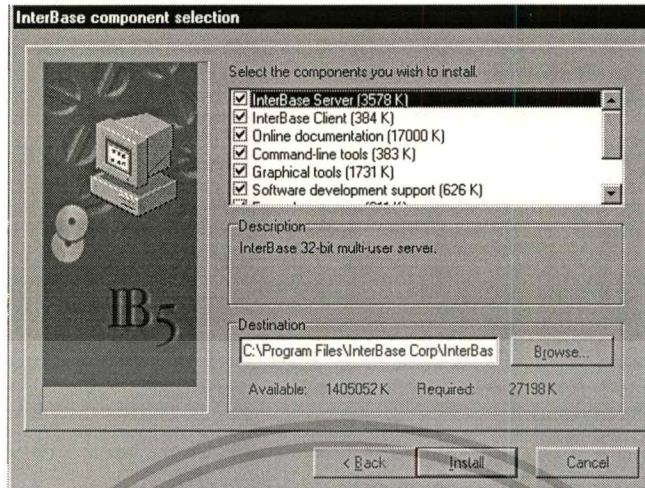 InterBase component selection
Select the components you wish to install.
InterBase Server (3578 K)
InterBase Client (384 K)
Online documentation (17000 K)
Command-line tools (383 K)
Graphical tools (1731 K)
Software development support (626 K)
Description
InterBase 32-bit multi-user server.
IB5
Destination
C:\Program Files\InterBase Corp\InterBas
Browse...
Available: 1405052 K Required: 27198 K
< Back Install Cancel